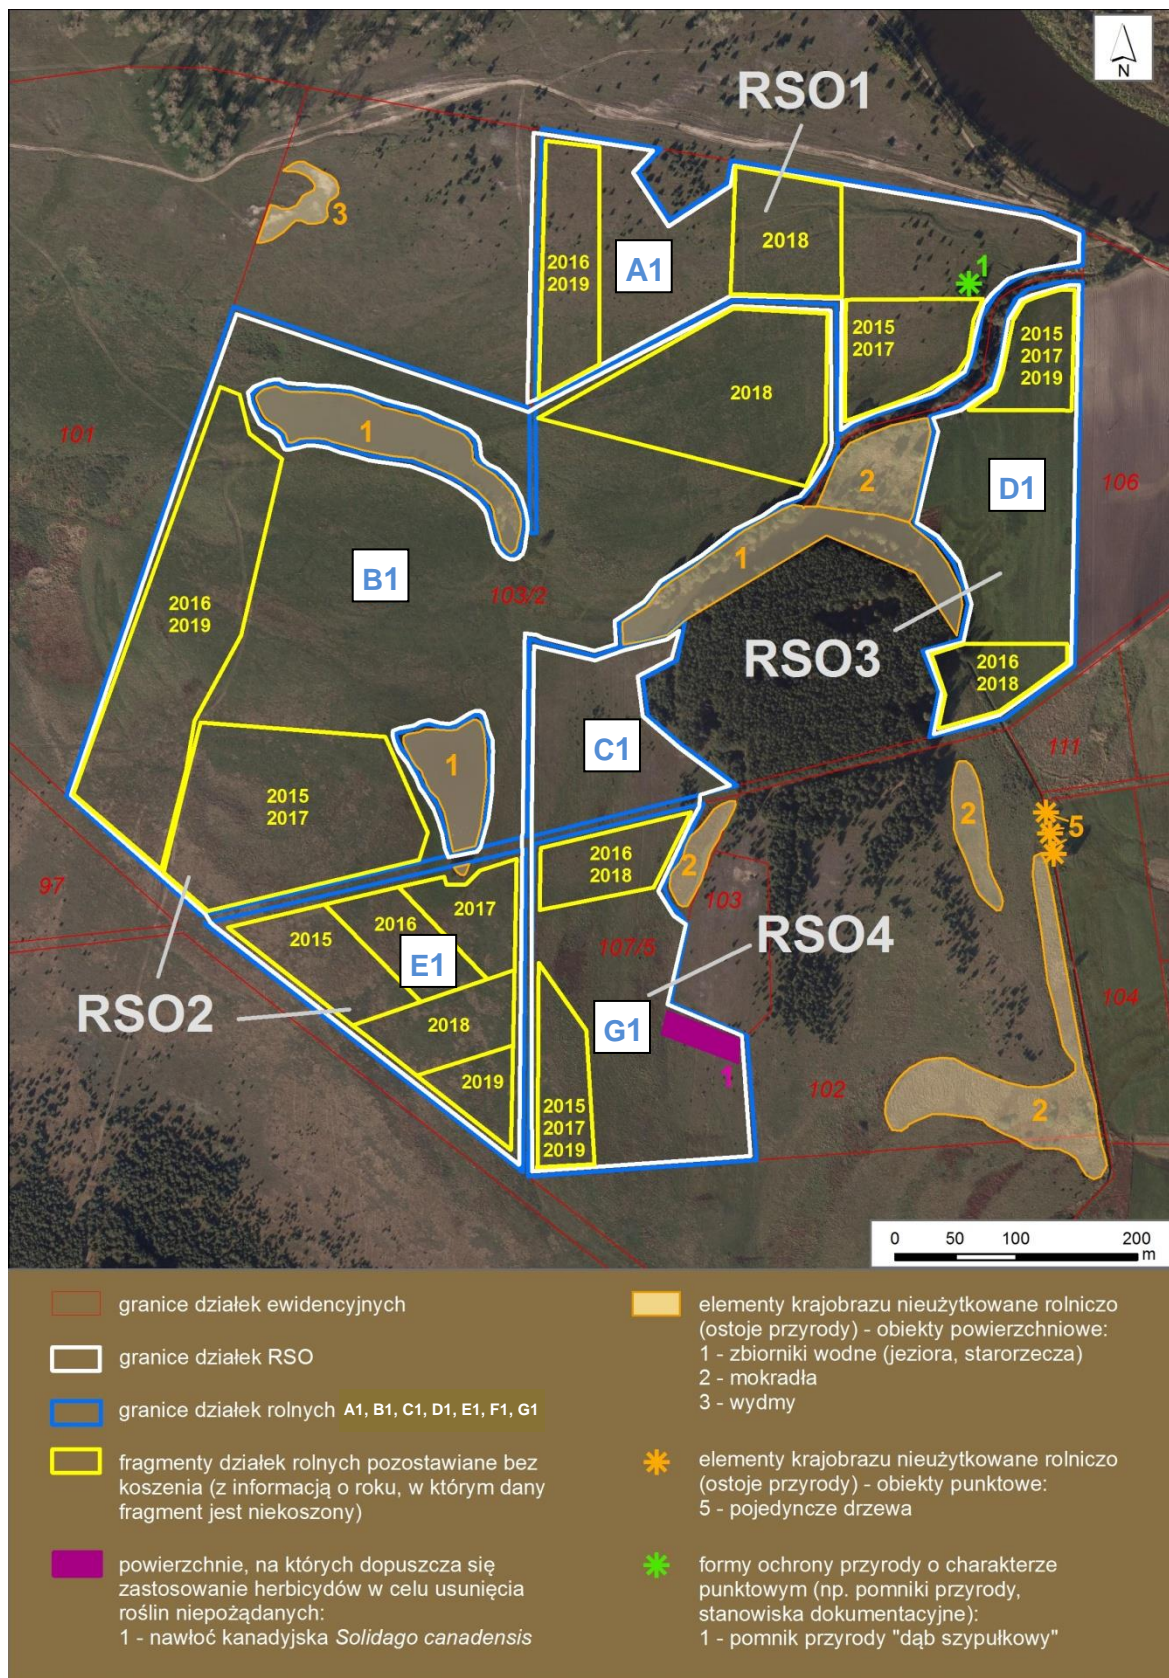 N
RSO1
3
2018
1
2016
2019
A1
2015
2017
2015
2017
2019
2018
101
1
2
D1
106
1
B1
103/2
2016
2019
RSO3
2016
2018
C1
111
1
2015
2017
2
5
2016
2018
2
97
103
2017
2016
2015
RSO4
E1
107/5
104
RSO2
2018
G1
1
2019
102
2
2015
2017
2019
0 50 100 200
m
granice działek ewidencyjnych
granice działek RSO
granice działek rolnych A1, B1, C1, D1, E1, F1, G1
fragmenty działek rolnych pozostawiane bez
koszenia (z informacją o roku, w którym dany
fragment jest niekoszony)
powierzchnie, na których dopuszcza się
zastosowanie herbicydów w celu usunięcia
roślin niepożądanych:
1 - nawłoć kanadyjska Solidago canadensis
elementy krajobrazu nieużytkowane rolniczo
(ostoje przyrody) - obiekty powierzchniowe:
1 - zbiorniki wodne (jeziora, starorzecza)
2 - mokradła
3 - wydmy
elementy krajobrazu nieużytkowane rolniczo
(ostoje przyrody) - obiekty punktowe:
5 - pojedyncze drzewa
formy ochrony przyrody o charakterze
punktowym (np. pomniki przyrody,
stanowiska dokumentacyjne):
1 - pomnik przyrody "dąb szypułkowy"